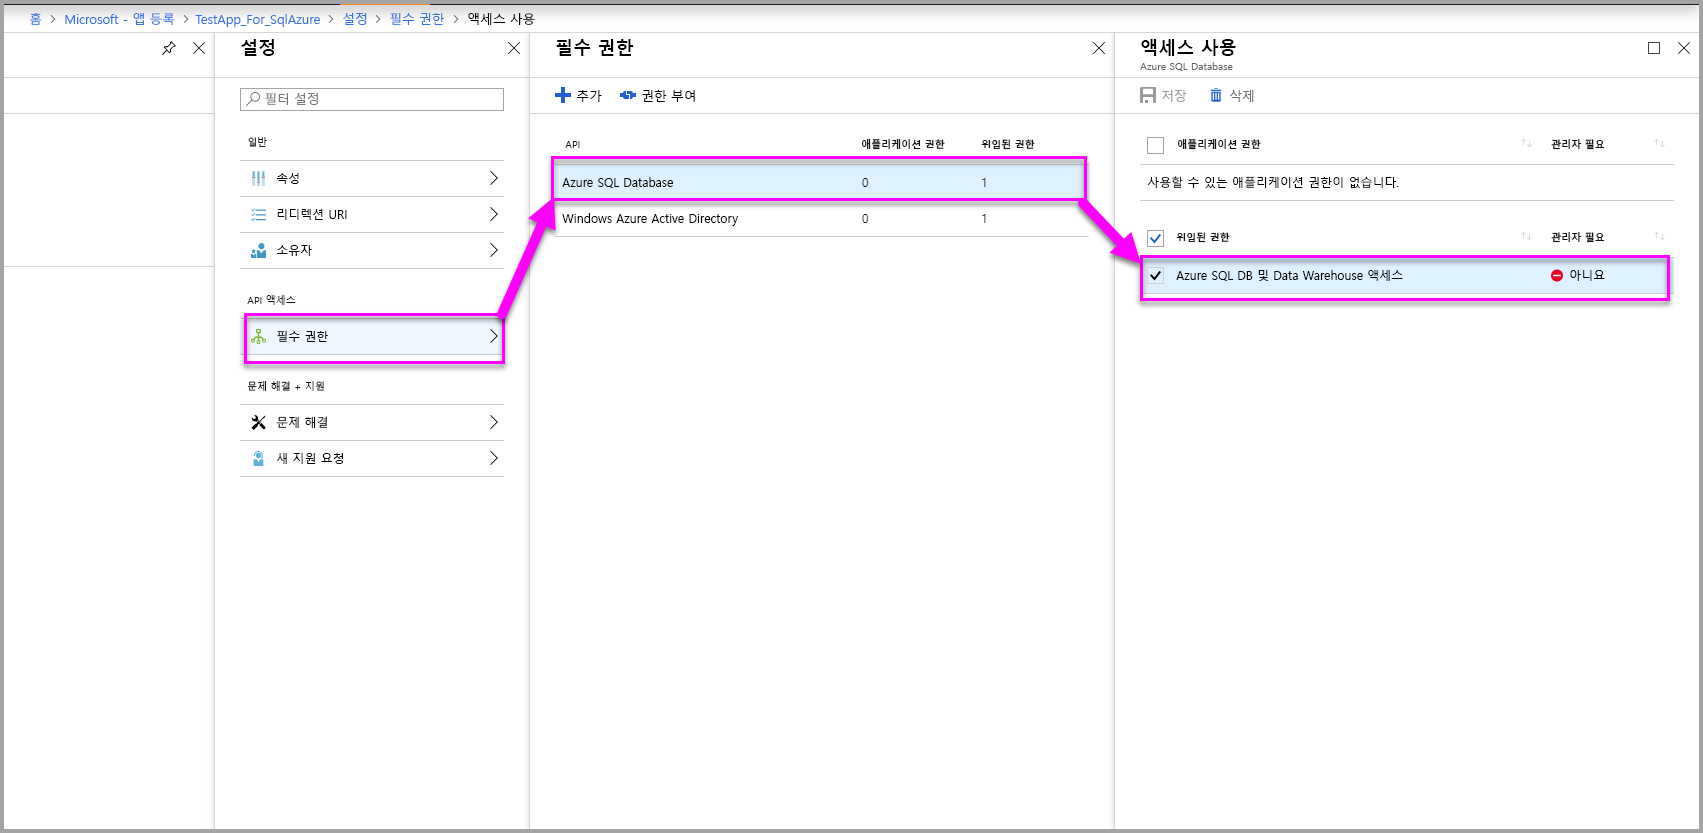 홈 > Microsoft - 앱 등록 > TestApp_For_SqlAzure > 설정 > 필수 권한 > 액세스 사용
설정
필터 설정
일반
속성
리디렉션 URI
소유자
API 액세스
필수 권한
문제 해결 + 지원
문제 해결
새 지원 요청
필수 권한
추가 권한 부여
API 애플리케이션 권한 위임된 권한
Azure SQL Database 0 1
Windows Azure Active Directory 0 1
액세스 사용
Azure SQL Database
저장 삭제
애플리케이션 권한 관리자 필요
사용할 수 있는 애플리케이션 권한이 없습니다.
위임된 권한 관리자 필요
Azure SQL DB 및 Data Warehouse 액세스 아니요